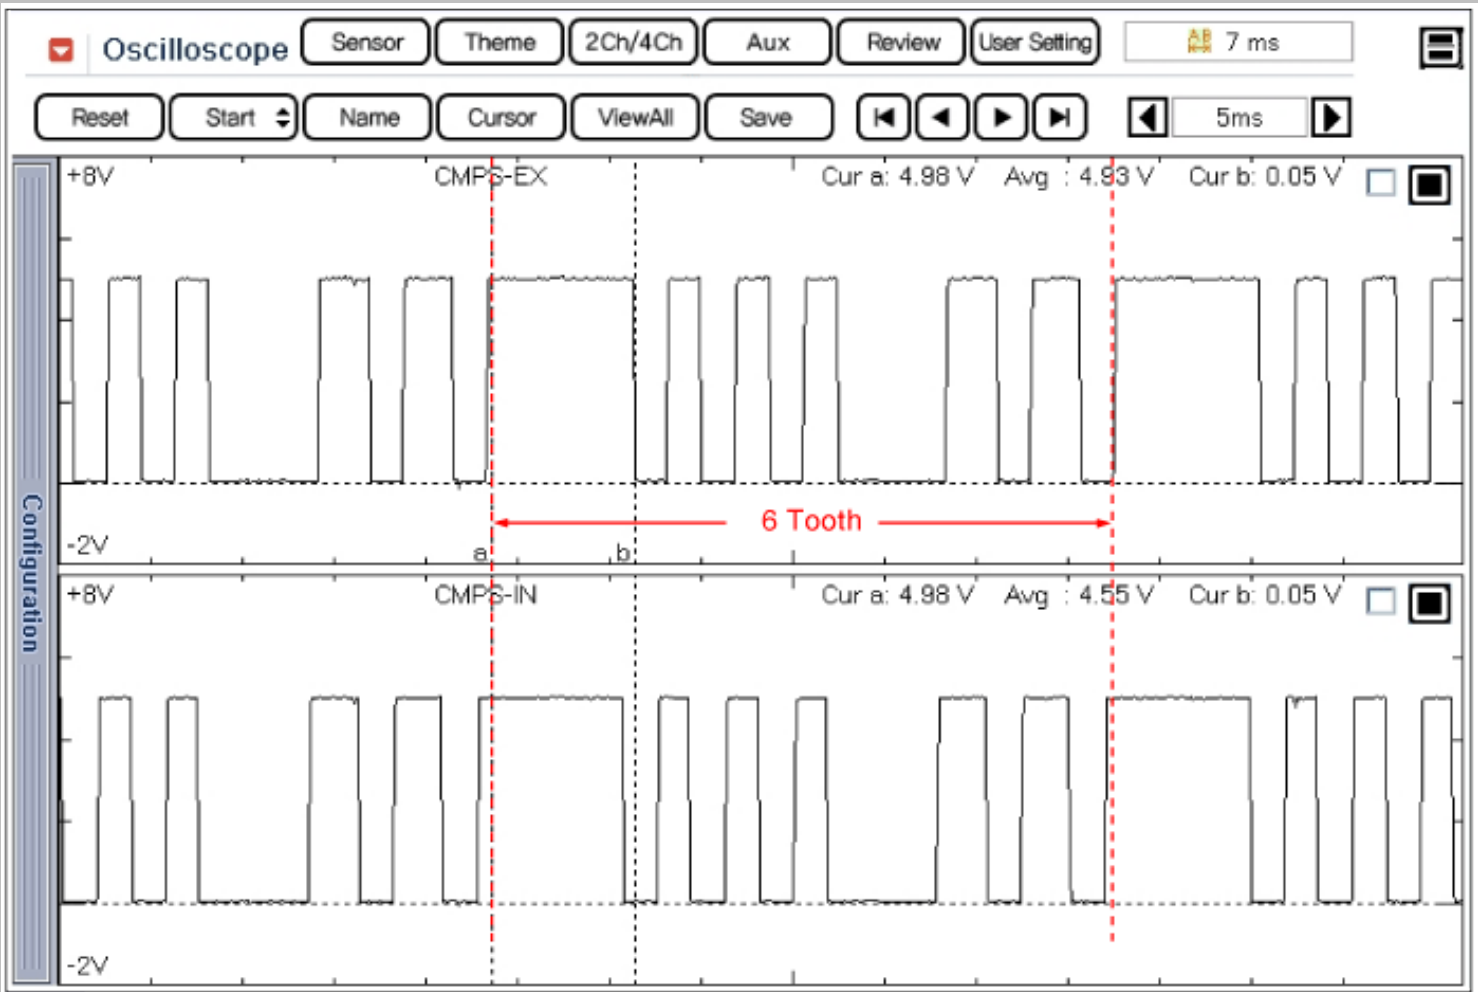 Oscilloscope
Sensor
Theme
2Ch/4Ch
Aux
Review
User Setting
AB
7 ms
Reset
Start
Name
Cursor
ViewAll
Save
5ms
+8V
CMPS-EX
Cur a: 4.98 V Avg : 4.93 V Cur b: 0.05 V
6 Tooth
-2V
a
b
Configuration
+8V
CMPS-IN
Cur a: 4.98 V Avg : 4.55 V Cur b: 0.05 V
-2V